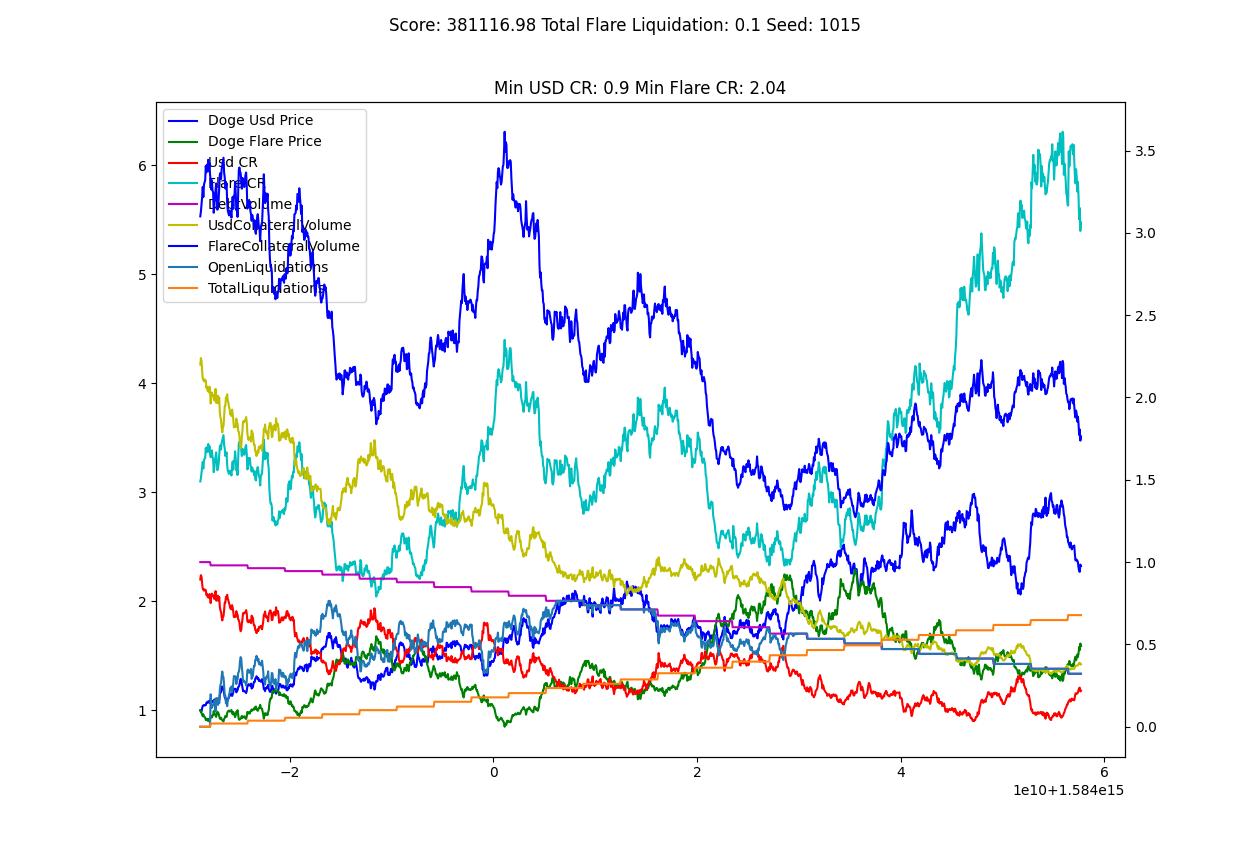 Score: 381116.98 Total Flare Liquidation: 0.1 Seed: 1015
Min USD CR: 0.9 Min Flare CR: 2.04
Doge Usd Price
Doge Flare Price
Usd CR
Flare CR
DebtVolume
UsdCollateralVolume
FlareCollateralVolume
OpenLiquidations
TotalLiquidations
6
5
4
3
2
1
3.5
3.0
2.5
2.0
1.5
1.0
0.5
0.0
−2
0
2
4
6
1e10+1.584e15